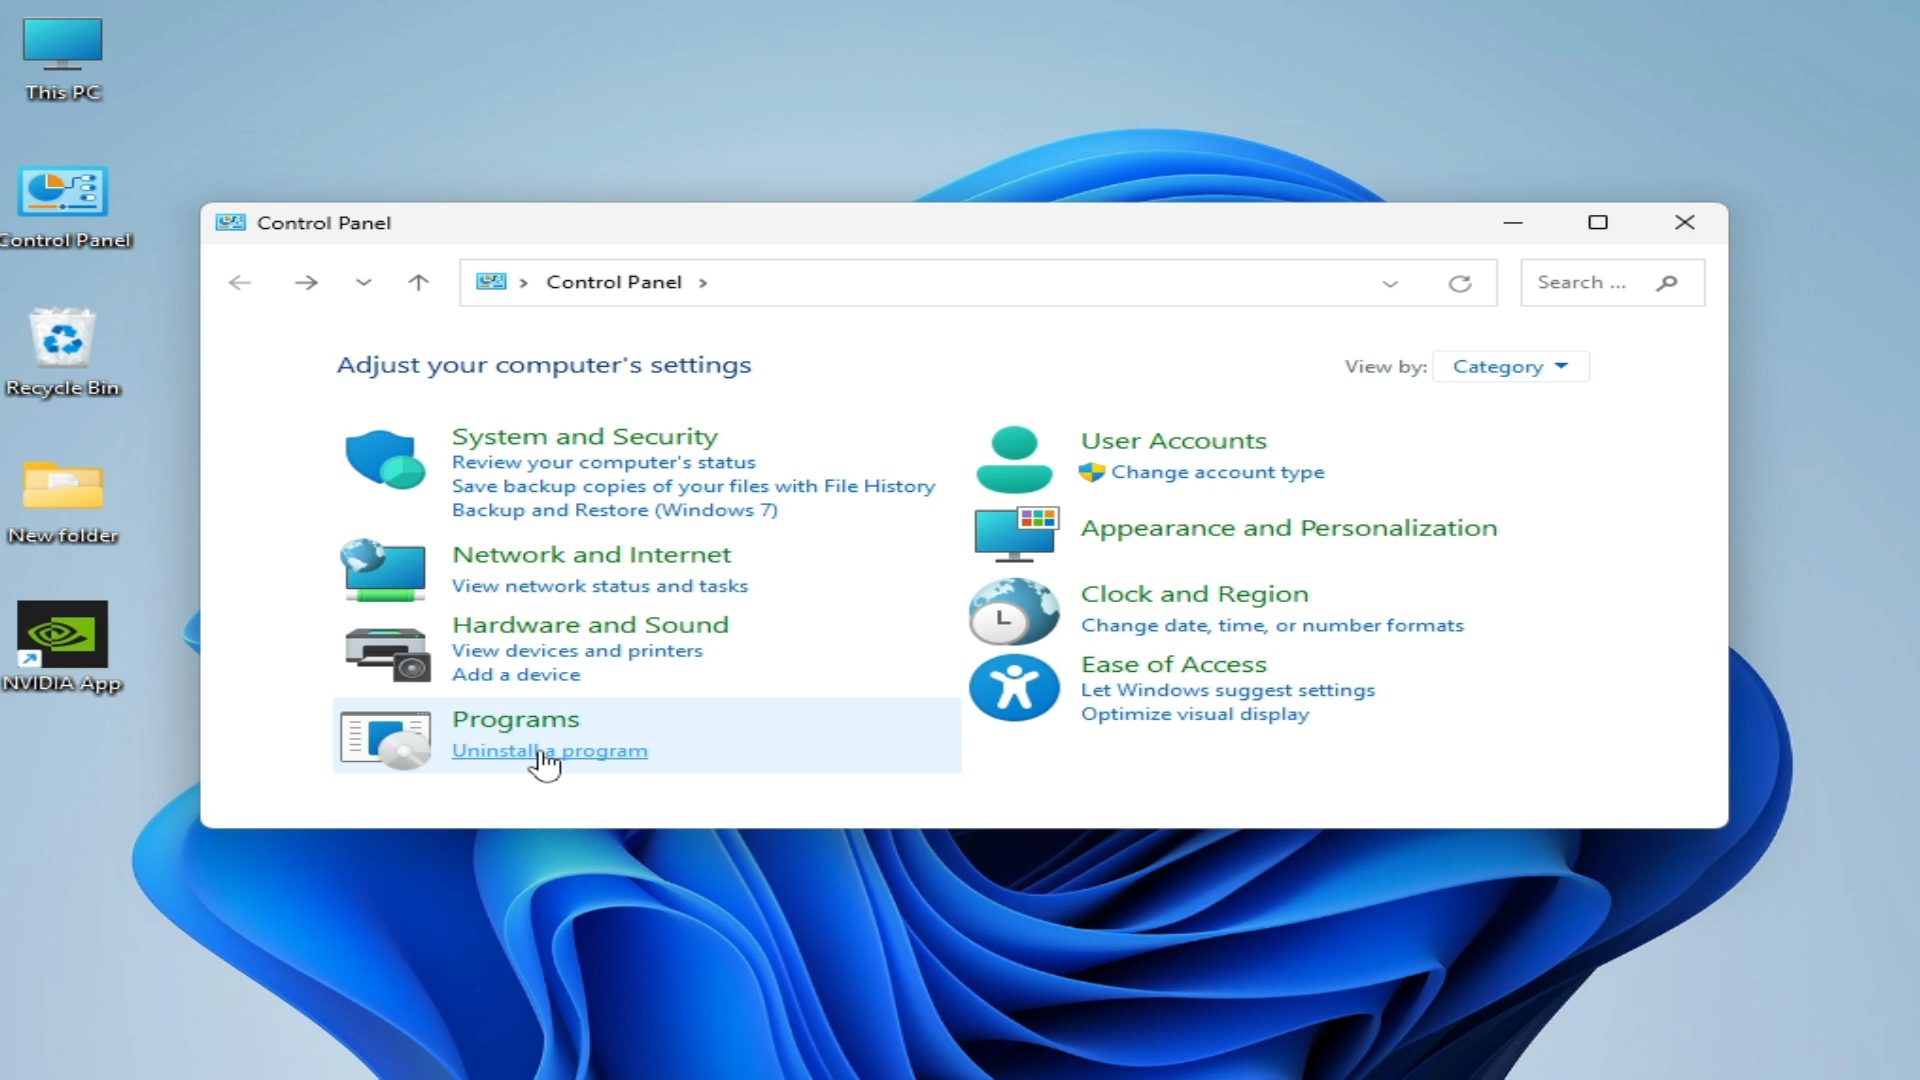 This PC
Control Panel
Recycle Bin
New folder
NVIDIA App
Control Panel
Control Panel
Search ...
Adjust your computer's settings
View by: Category
System and Security
Review your computer's status
Save backup copies of your files with File History
Backup and Restore (Windows 7)
Network and Internet
View network status and tasks
Hardware and Sound
View devices and printers
Add a device
Programs
Uninstall a program
User Accounts
Change account type
Appearance and Personalization
Clock and Region
Change date, time, or number formats
Ease of Access
Let Windows suggest settings
Optimize visual display